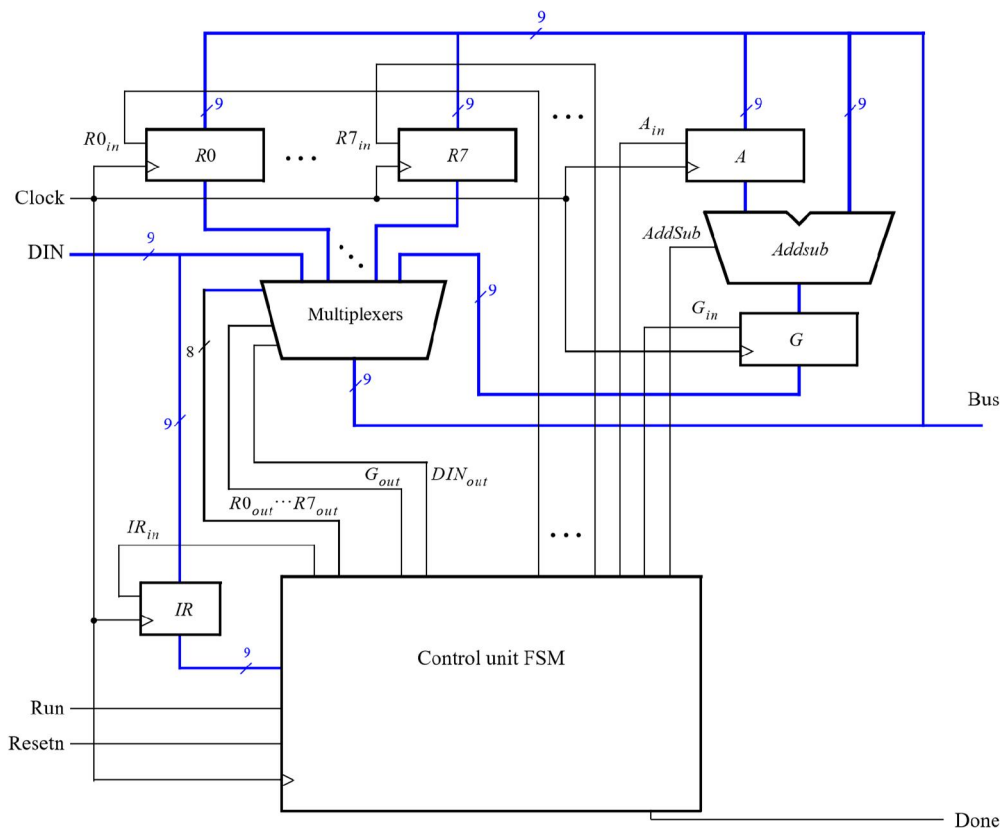 9
9
9
9
9
R0in
R0
• • •
R7in
R7
• • •
Ain
A
Clock
AddSub
Addsub
DIN
9
Multiplexers
9
Gin
G
8
9
Bus
9
Gout
DINout
R0out ··· R7out
IRin
• • •
IR
9
Control unit FSM
Run
Resetn
Done